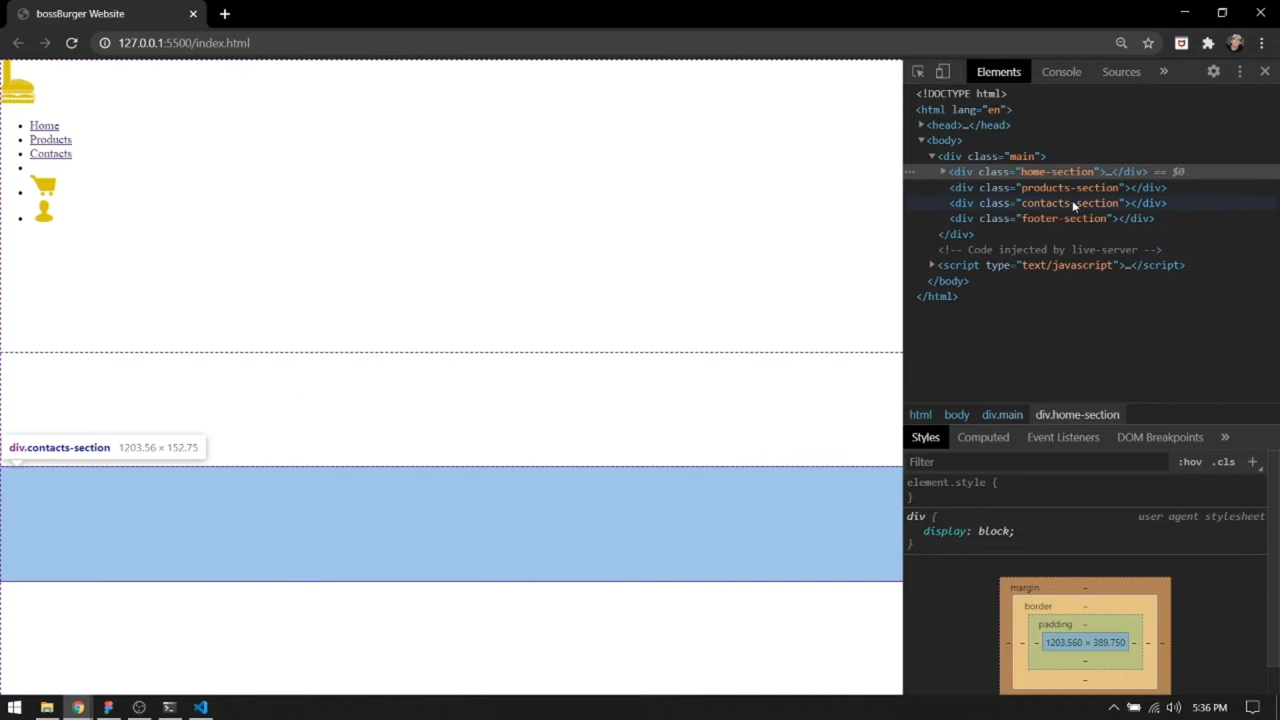 bossBurger Website
127.0.0.1:5500/index.html
Home
Products
Contacts
div.contacts-section 1203.56 × 152.75
Elements
Console
Sources
<!DOCTYPE html>
<html lang="en">
<head>…</head>
<body>
<div class="main">
<div class="home-section">…</div> == $0
<div class="products-section"></div>
<div class="contacts-section"></div>
<div class="footer-section"></div>
</div>
<!-- Code injected by live-server -->
<script type="text/javascript">…</script>
</body>
</html>
html body div.main div.home-section
Styles Computed Event Listeners DOM Breakpoints
Filter :hov .cls
element.style {
}
div { user agent stylesheet
display: block;
}
margin
border
padding
1203.560 × 389.750
5:36 PM